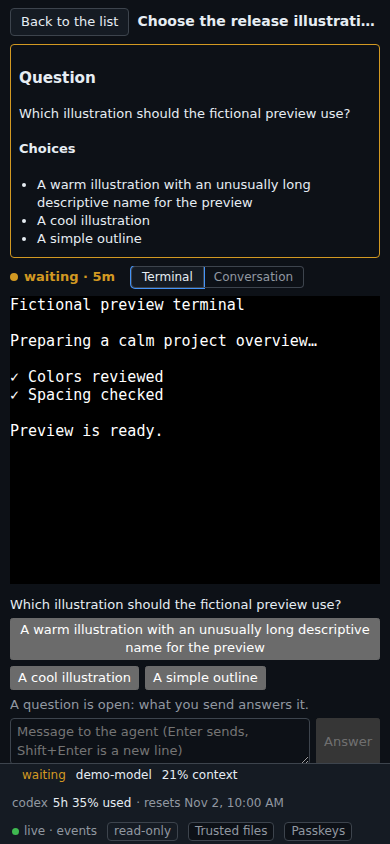 Back to the list Choose the release illustrati…
Question
Which illustration should the fictional preview use?
Choices
• A warm illustration with an unusually long
descriptive name for the preview
• A cool illustration
• A simple outline
waiting · 5m Terminal Conversation
Fictional preview terminal
Preparing a calm project overview…
✓ Colors reviewed
✓ Spacing checked
Preview is ready.
Which illustration should the fictional preview use?
A warm illustration with an unusually long descriptive
name for the preview
A cool illustration A simple outline
A question is open: what you send answers it.
Message to the agent (Enter sends,
Shift+Enter is a new line)
Answer
waiting demo-model 21% context
codex 5h 35% used · resets Nov 2, 10:00 AM
live · events read-only Trusted files Passkeys